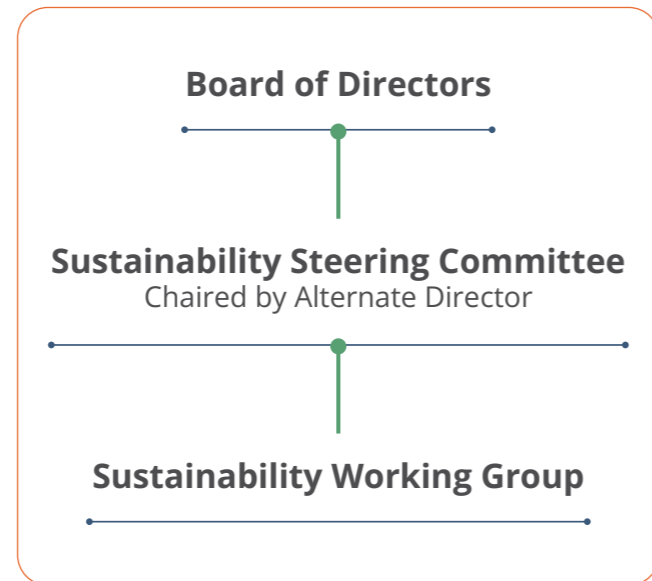 Board of Directors
Sustainability Steering Committee
Chaired by Alternate Director
Sustainability Working Group